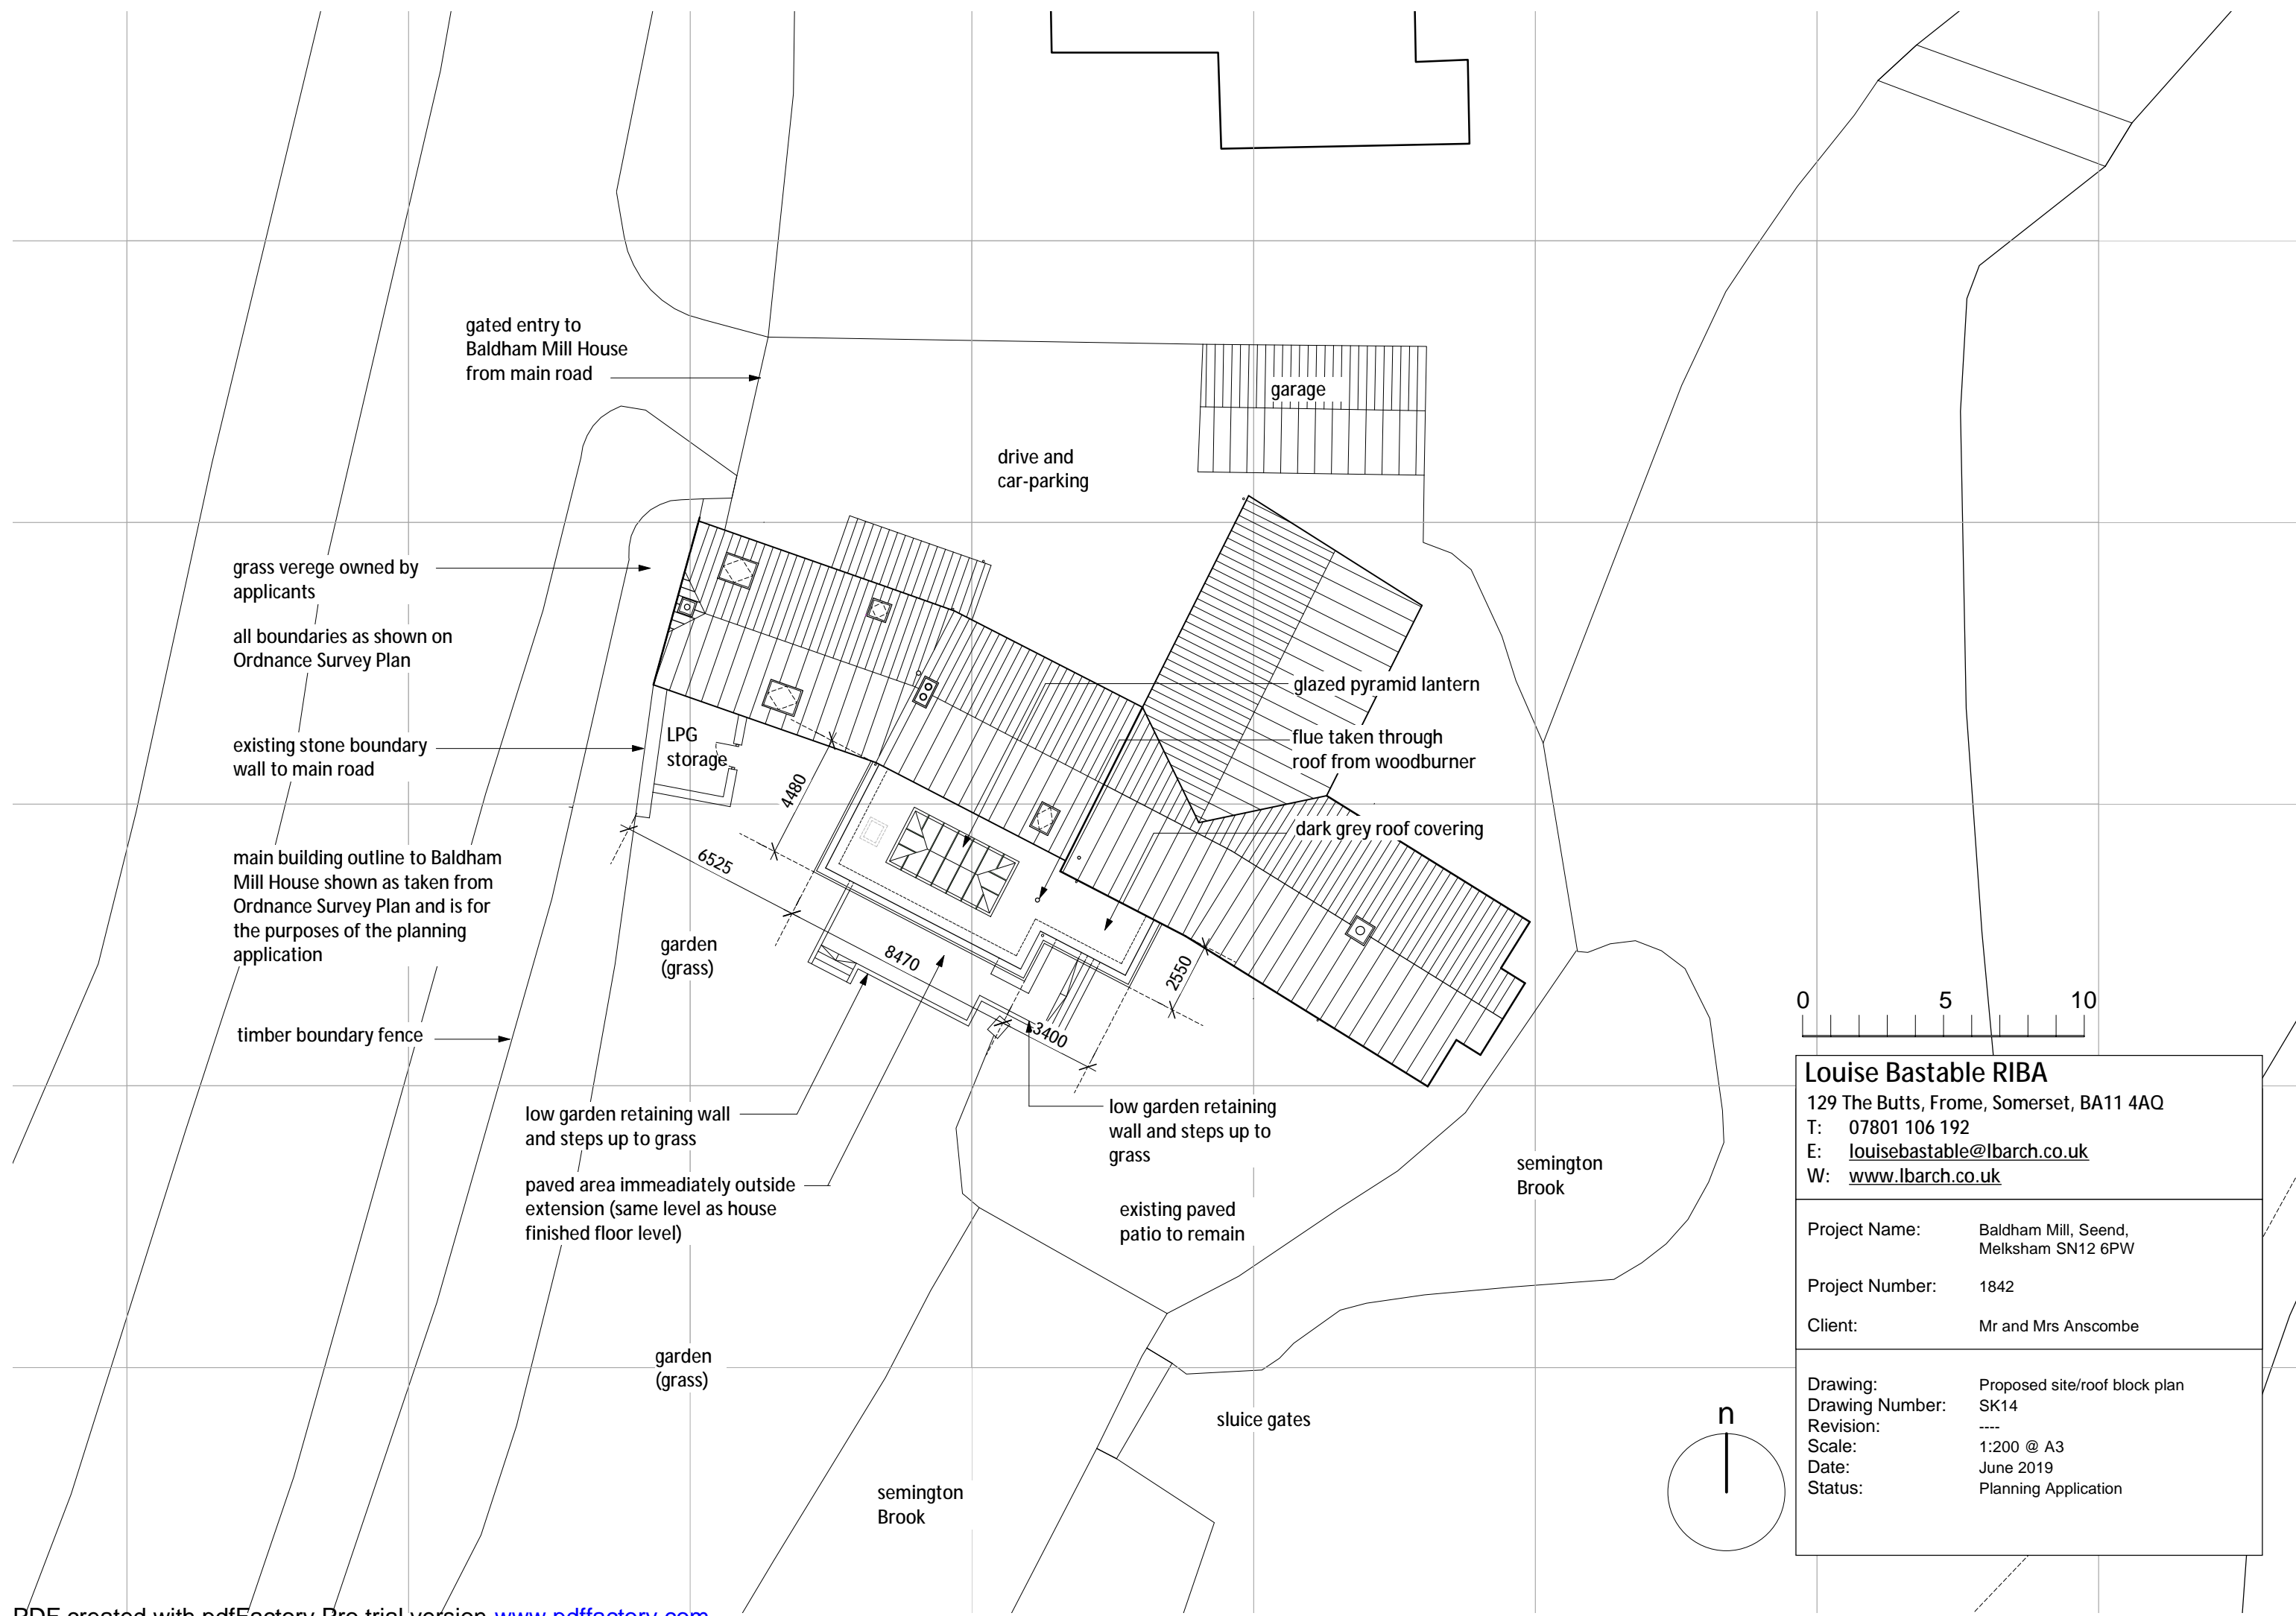 gated entry to
Baldham Mill House
from main road
garage
drive and
car-parking
grass verege owned by
applicants
all boundaries as shown on
Ordnance Survey Plan
existing stone boundary
wall to main road
main building outline to Baldham
Mill House shown as taken from
Ordnance Survey Plan and is for
the purposes of the planning
application
timber boundary fence
LPG
storage
glazed pyramid lantern
flue taken through
roof from woodburner
dark grey roof covering
4480
6525
8470
2550
3400
garden
(grass)
low garden retaining wall
and steps up to grass
paved area immeadiately outside
extension (same level as house
finished floor level)
low garden retaining
wall and steps up to
grass
existing paved
patio to remain
semington
Brook
garden
(grass)
sluice gates
semington
Brook
n
0 5 10
Louise Bastable RIBA
129 The Butts, Frome, Somerset, BA11 4AQ
T: 07801 106 192
E: louisebastable@lbarch.co.uk
W: www.lbarch.co.uk
Project Name: Baldham Mill, Seend,
Melksham SN12 6PW
Project Number: 1842
Client: Mr and Mrs Anscombe
Drawing: Proposed site/roof block plan
Drawing Number: SK14
Revision: ----
Scale: 1:200 @ A3
Date: June 2019
Status: Planning Application
PDF created with pdfFactory Pro trial version www.pdffactory.com